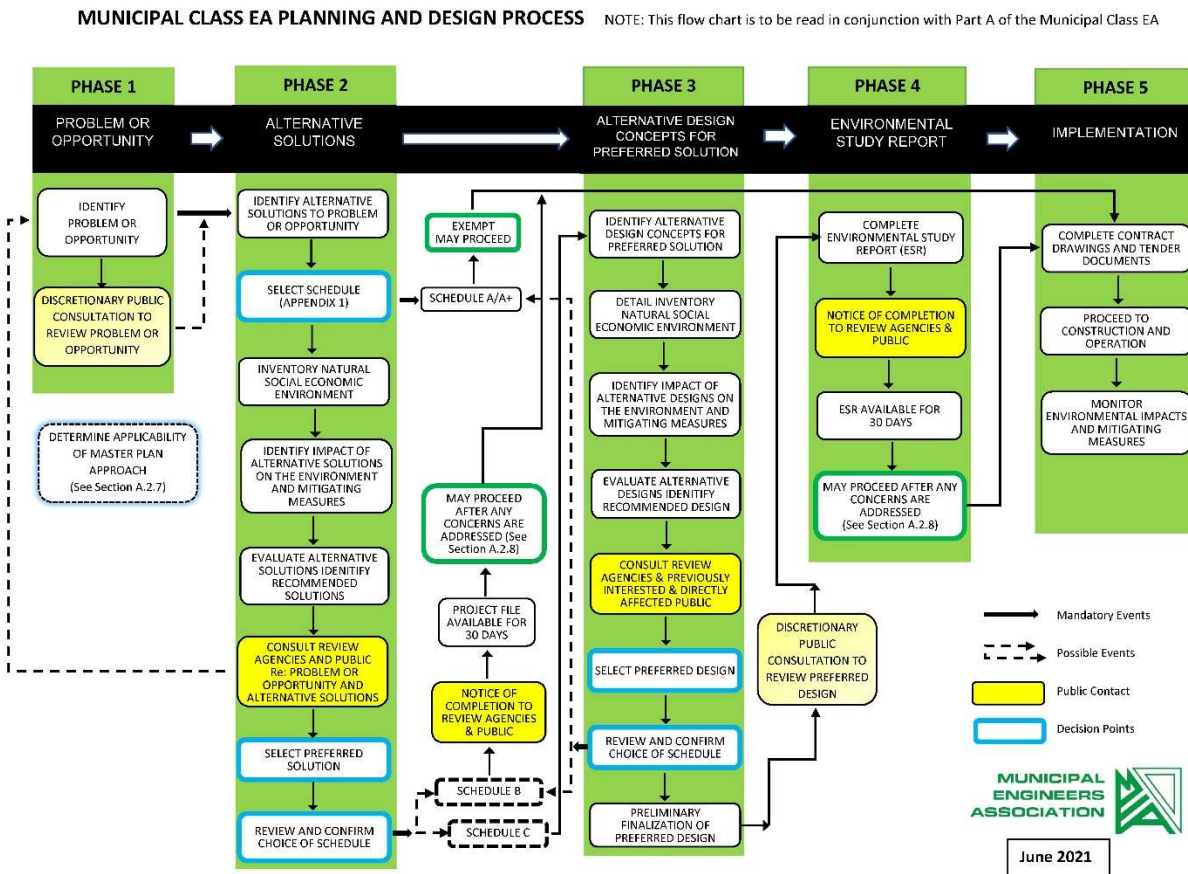 MUNICIPAL CLASS EA PLANNING AND DESIGN PROCESS
NOTE: This flow chart is to be read in conjunction with Part A of the Municipal Class EA
PHASE 1
PROBLEM OR
OPPORTUNITY
IDENTIFY
PROBLEM OR
OPPORTUNITY
DISCRETIONARY PUBLIC
CONSULTATION TO
REVIEW PROBLEM OR
OPPORTUNITY
DETERMINE APPLICABILITY
OF MASTER PLAN
APPROACH
(See Section A.2.7)
PHASE 2
ALTERNATIVE
SOLUTIONS
IDENTIFY ALTERNATIVE
SOLUTIONS TO PROBLEM
OR OPPORTUNITY
SELECT SCHEDULE
(APPENDIX 1)
INVENTORY NATURAL
SOCIAL ECONOMIC
ENVIRONMENT
IDENTIFY IMPACT OF
ALTERNATIVE SOLUTIONS
ON THE ENVIRONMENT
AND MITIGATING
MEASURES
EVALUATE ALTERNATIVE
SOLUTIONS IDENTIFY
RECOMMENDED
SOLUTIONS
CONSULT REVIEW
AGENCIES AND PUBLIC
Re: PROBLEM OR
OPPORTUNITY AND
ALTERNATIVE SOLUTIONS
SELECT PREFERRED
SOLUTION
REVIEW AND CONFIRM
CHOICE OF SCHEDULE
EXEMPT
MAY PROCEED
SCHEDULE A/A+
MAY PROCEED
AFTER ANY
CONCERNS ARE
ADDRESSED (See
Section A.2.8)
PROJECT FILE
AVAILABLE FOR
30 DAYS
NOTICE OF
COMPLETION TO
REVIEW AGENCIES
& PUBLIC
SCHEDULE B
SCHEDULE C
PHASE 3
ALTERNATIVE DESIGN
CONCEPTS FOR
PREFERRED SOLUTION
IDENTIFY ALTERNATIVE
DESIGN CONCEPTS FOR
PREFERRED SOLUTION
DETAIL INVENTORY
NATURAL SOCIAL
ECONOMIC ENVIRONMENT
IDENTIFY IMPACT OF
ALTERNATIVE DESIGNS ON
THE ENVIRONMENT AND
MITIGATING MEASURES
EVALUATE ALTERNATIVE
DESIGNS IDENTIFY
RECOMMENDED DESIGN
CONSULT REVIEW
AGENCIES & PREVIOUSLY
INTERESTED & DIRECTLY
AFFECTED PUBLIC
SELECT PREFERRED DESIGN
REVIEW AND CONFIRM
CHOICE OF SCHEDULE
PRELIMINARY
FINALIZATION OF
PREFERRED DESIGN
DISCRETIONARY
PUBLIC
CONSULTATION TO
REVIEW PREFERRED
DESIGN
PHASE 4
ENVIRONMENTAL
STUDY REPORT
COMPLETE
ENVIRONMENTAL STUDY
REPORT (ESR)
NOTICE OF COMPLETION
TO REVIEW AGENCIES &
PUBLIC
ESR AVAILABLE FOR
30 DAYS
MAY PROCEED AFTER ANY
CONCERNS ARE
ADDRESSED
(See Section A.2.8)
PHASE 5
IMPLEMENTATION
COMPLETE CONTRACT
DRAWINGS AND TENDER
DOCUMENTS
PROCEED TO
CONSTRUCTION AND
OPERATION
MONITOR
ENVIRONMENTAL IMPACTS
AND MITIGATING
MEASURES
Mandatory Events
Possible Events
Public Contact
Decision Points
MUNICIPAL
ENGINEERS
ASSOCIATION
June 2021